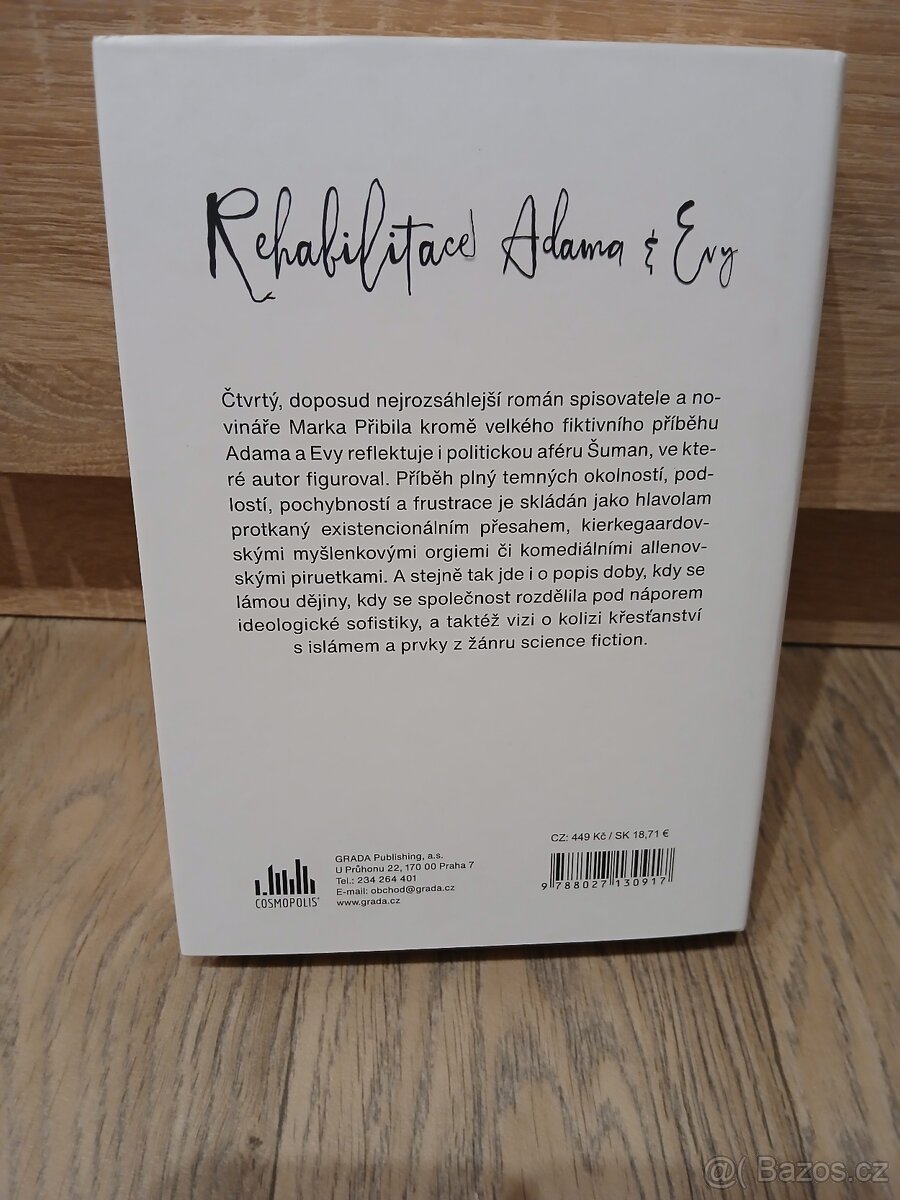 Rehabilitace Adama & Evy
Čtvrtý, doposud nejrozsáhlejší román spisovatele a no-
vináře Marka Přibila kromě velkého fiktivního příběhu
Adama a Evy reflektuje i politickou aféru Šuman, ve kte-
ré autor figuroval. Příběh plný temných okolností, pod-
lostí, pochybností a frustrace je skládán jako hlavolam
protkaný existencionálním přesahem, kierkegaardov-
skými myšlenkovými orgiemi či komediálními allenov-
skými piruetkami. A stejně tak jde i o popis doby, kdy se
lámou dějiny, kdy se společnost rozdělila pod náporem
ideologické sofistiky, a taktéž vizi o kolizi křesťanství
s islámem a prvky z žánru science fiction.
CZ: 449 Kč / SK 18,71 €
GRADA Publishing, a.s.
U Průhonu 22, 170 00 Praha 7
Tel.: 234 264 401
E-mail: obchod@grada.cz
www.grada.cz
COSMOPOLIS®
9 788027 130917
@( Bazos.cz